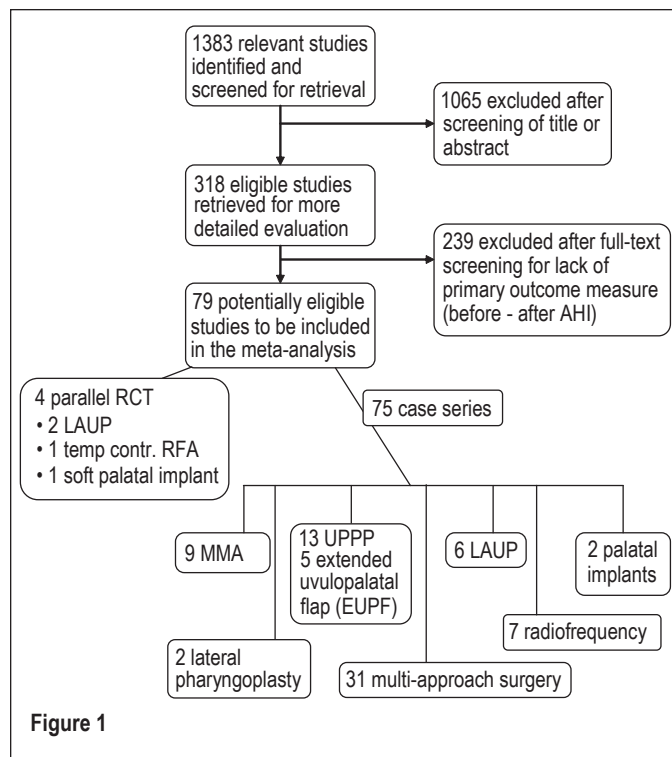 1383 relevant studies
identified and
screened for retrieval
1065 excluded after
screening of title or
abstract
318 eligible studies
retrieved for more
detailed evaluation
239 excluded after full-text
screening for lack of
primary outcome measure
(before - after AHI)
79 potentially eligible
studies to be included
in the meta-analysis
4 parallel RCT
• 2 LAUP
• 1 temp contr. RFA
• 1 soft palatal implant
75 case series
9 MMA
13 UPPP
5 extended
uvulopalatal
flap (EUPF)
6 LAUP
2 palatal
implants
2 lateral
pharyngoplasty
31 multi-approach surgery
7 radiofrequency
Figure 1